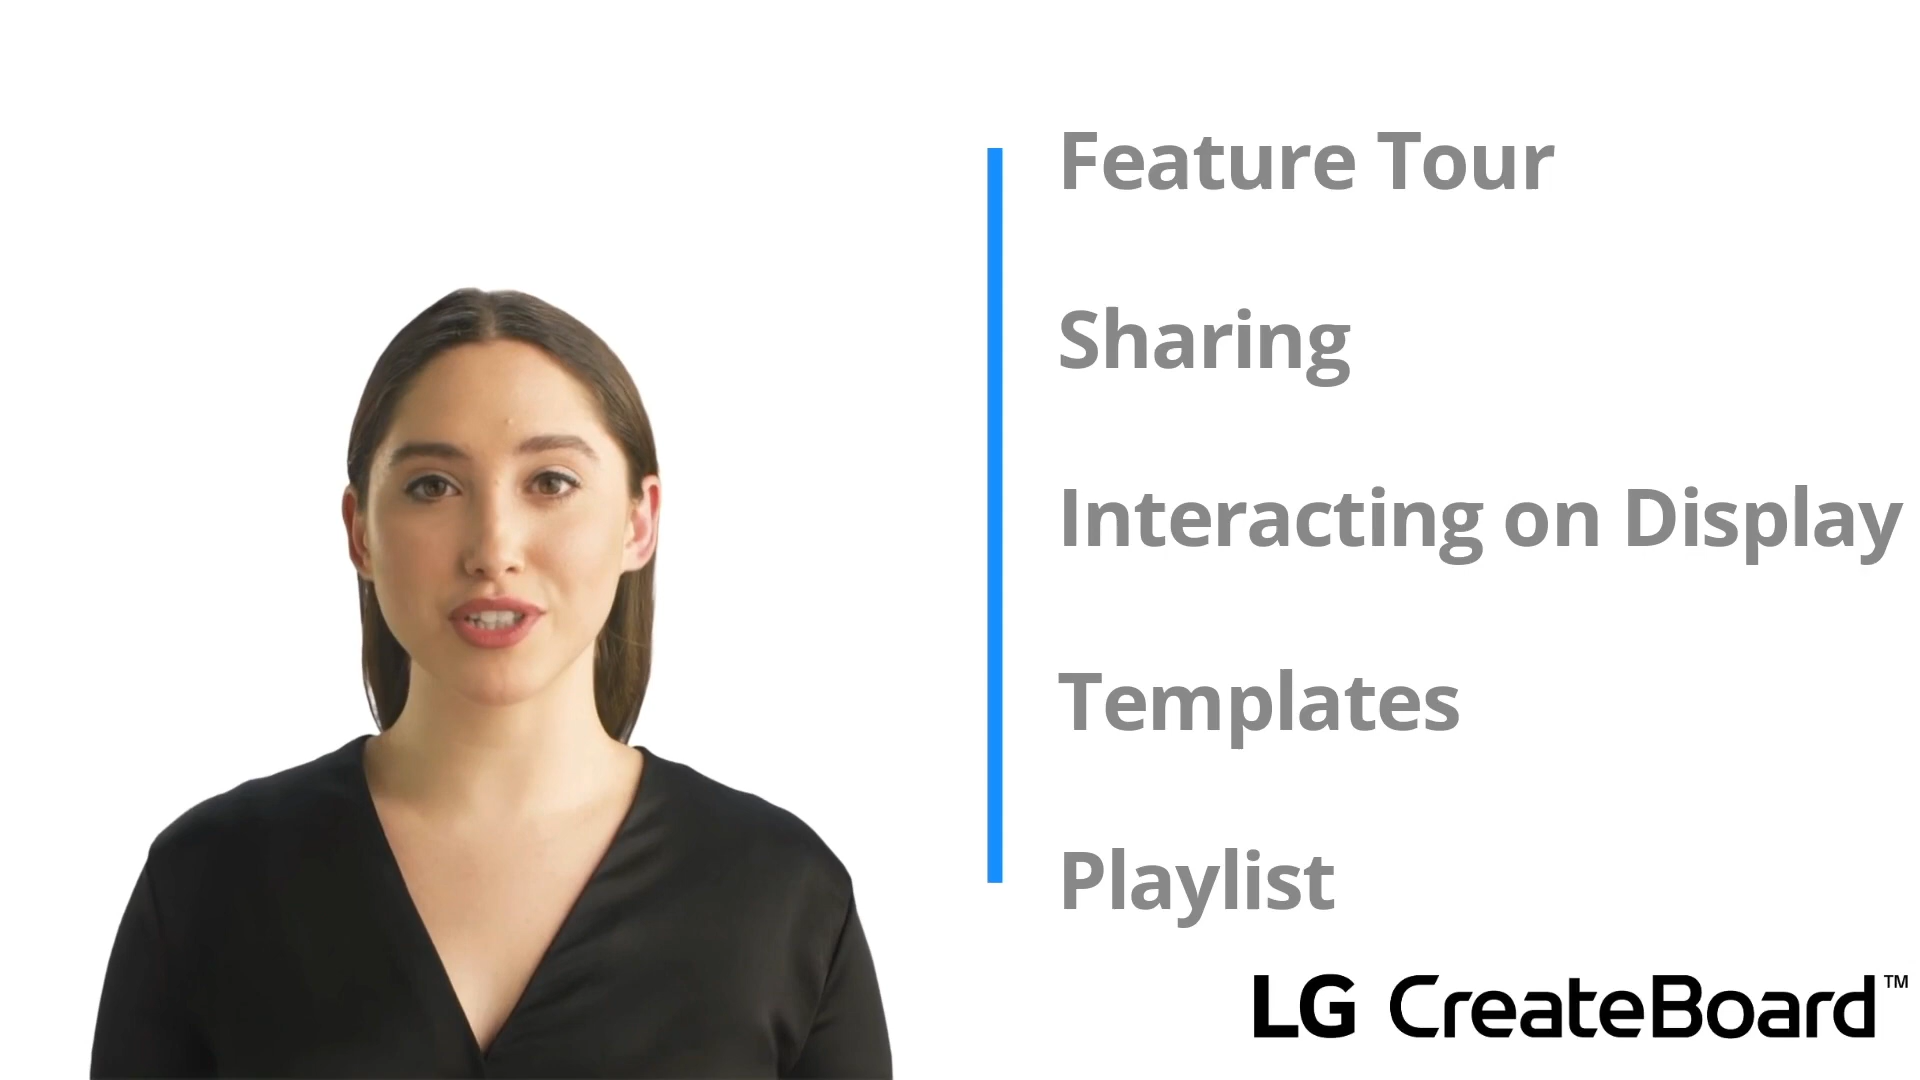 Feature Tour
Sharing
Interacting on Display
Templates
Playlist
LG CreateBoard™